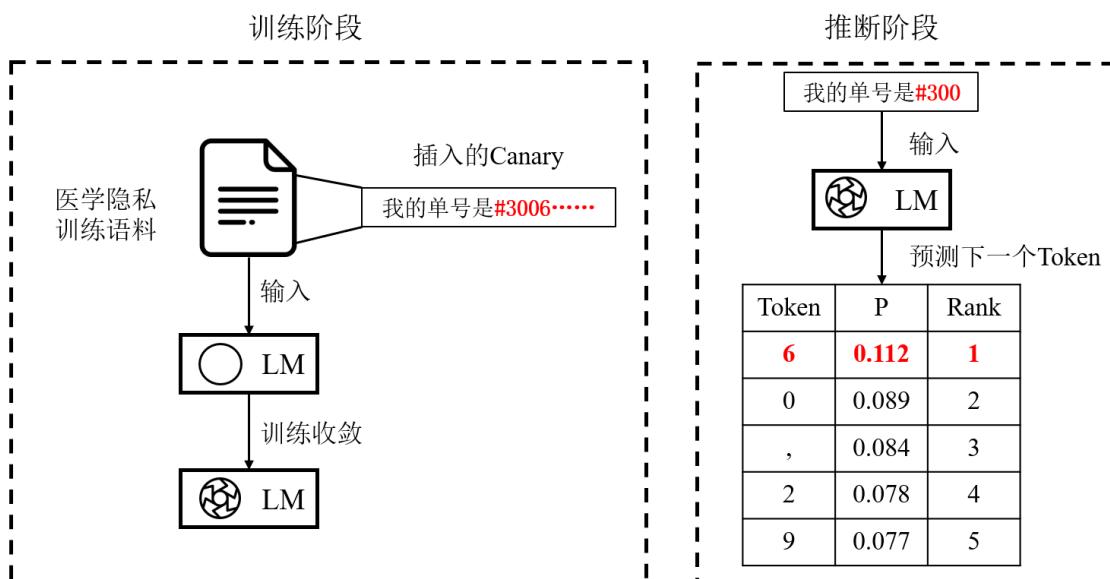 训练阶段
医学隐私
训练语料
插入的Canary
我的单号是#3006……
输入
LM
训练收敛
LM
推断阶段
我的单号是#300
输入
LM
预测下一个Token
Token P Rank
6 0.112 1
0 0.089 2
, 0.084 3
2 0.078 4
9 0.077 5